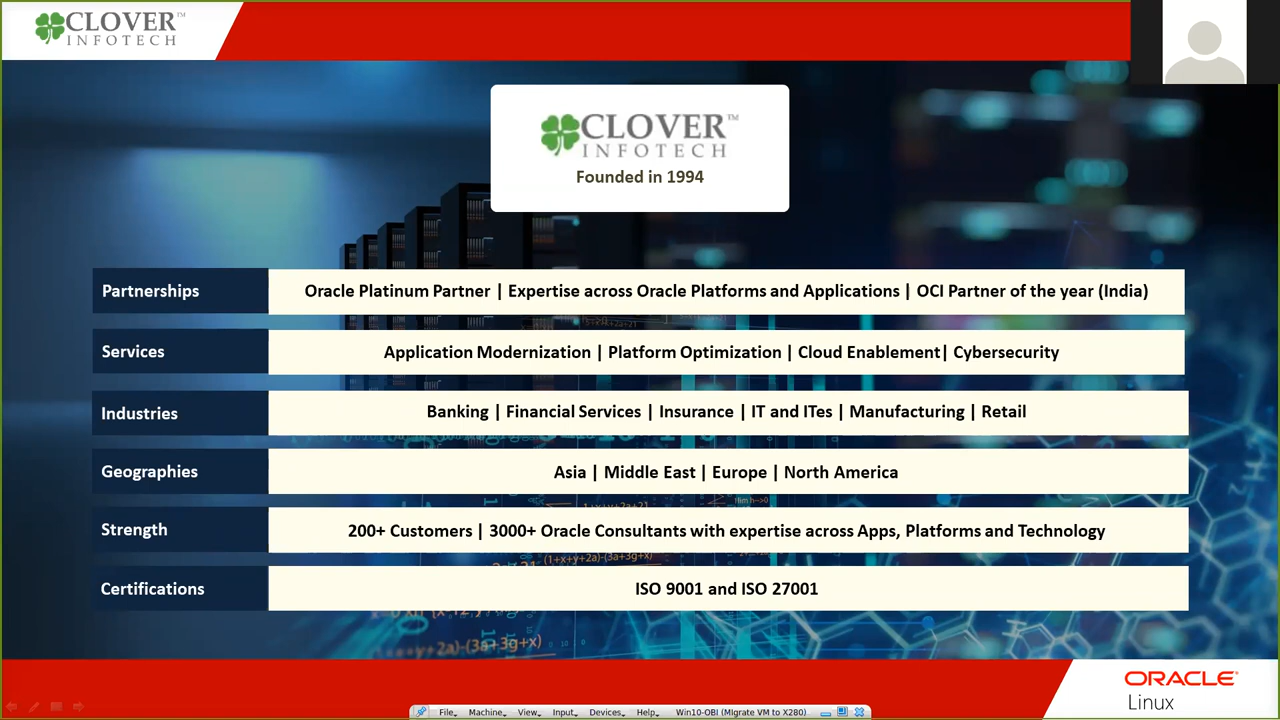 CLOVER™
INFOTECH
CLOVER™
INFOTECH
Founded in 1994
Partnerships
Oracle Platinum Partner | Expertise across Oracle Platforms and Applications | OCI Partner of the year (India)
Services
Application Modernization | Platform Optimization | Cloud Enablement| Cybersecurity
Industries
Banking | Financial Services | Insurance | IT and ITes | Manufacturing | Retail
Geographies
Asia | Middle East | Europe | North America
Strength
200+ Customers | 3000+ Oracle Consultants with expertise across Apps, Platforms and Technology
Certifications
ISO 9001 and ISO 27001
(1+x+y+2a)-(3a+3g+x)
ORACLE®
Linux
File Machine View Input Devices Help Win10-OBI (MIgrate VM to X280)